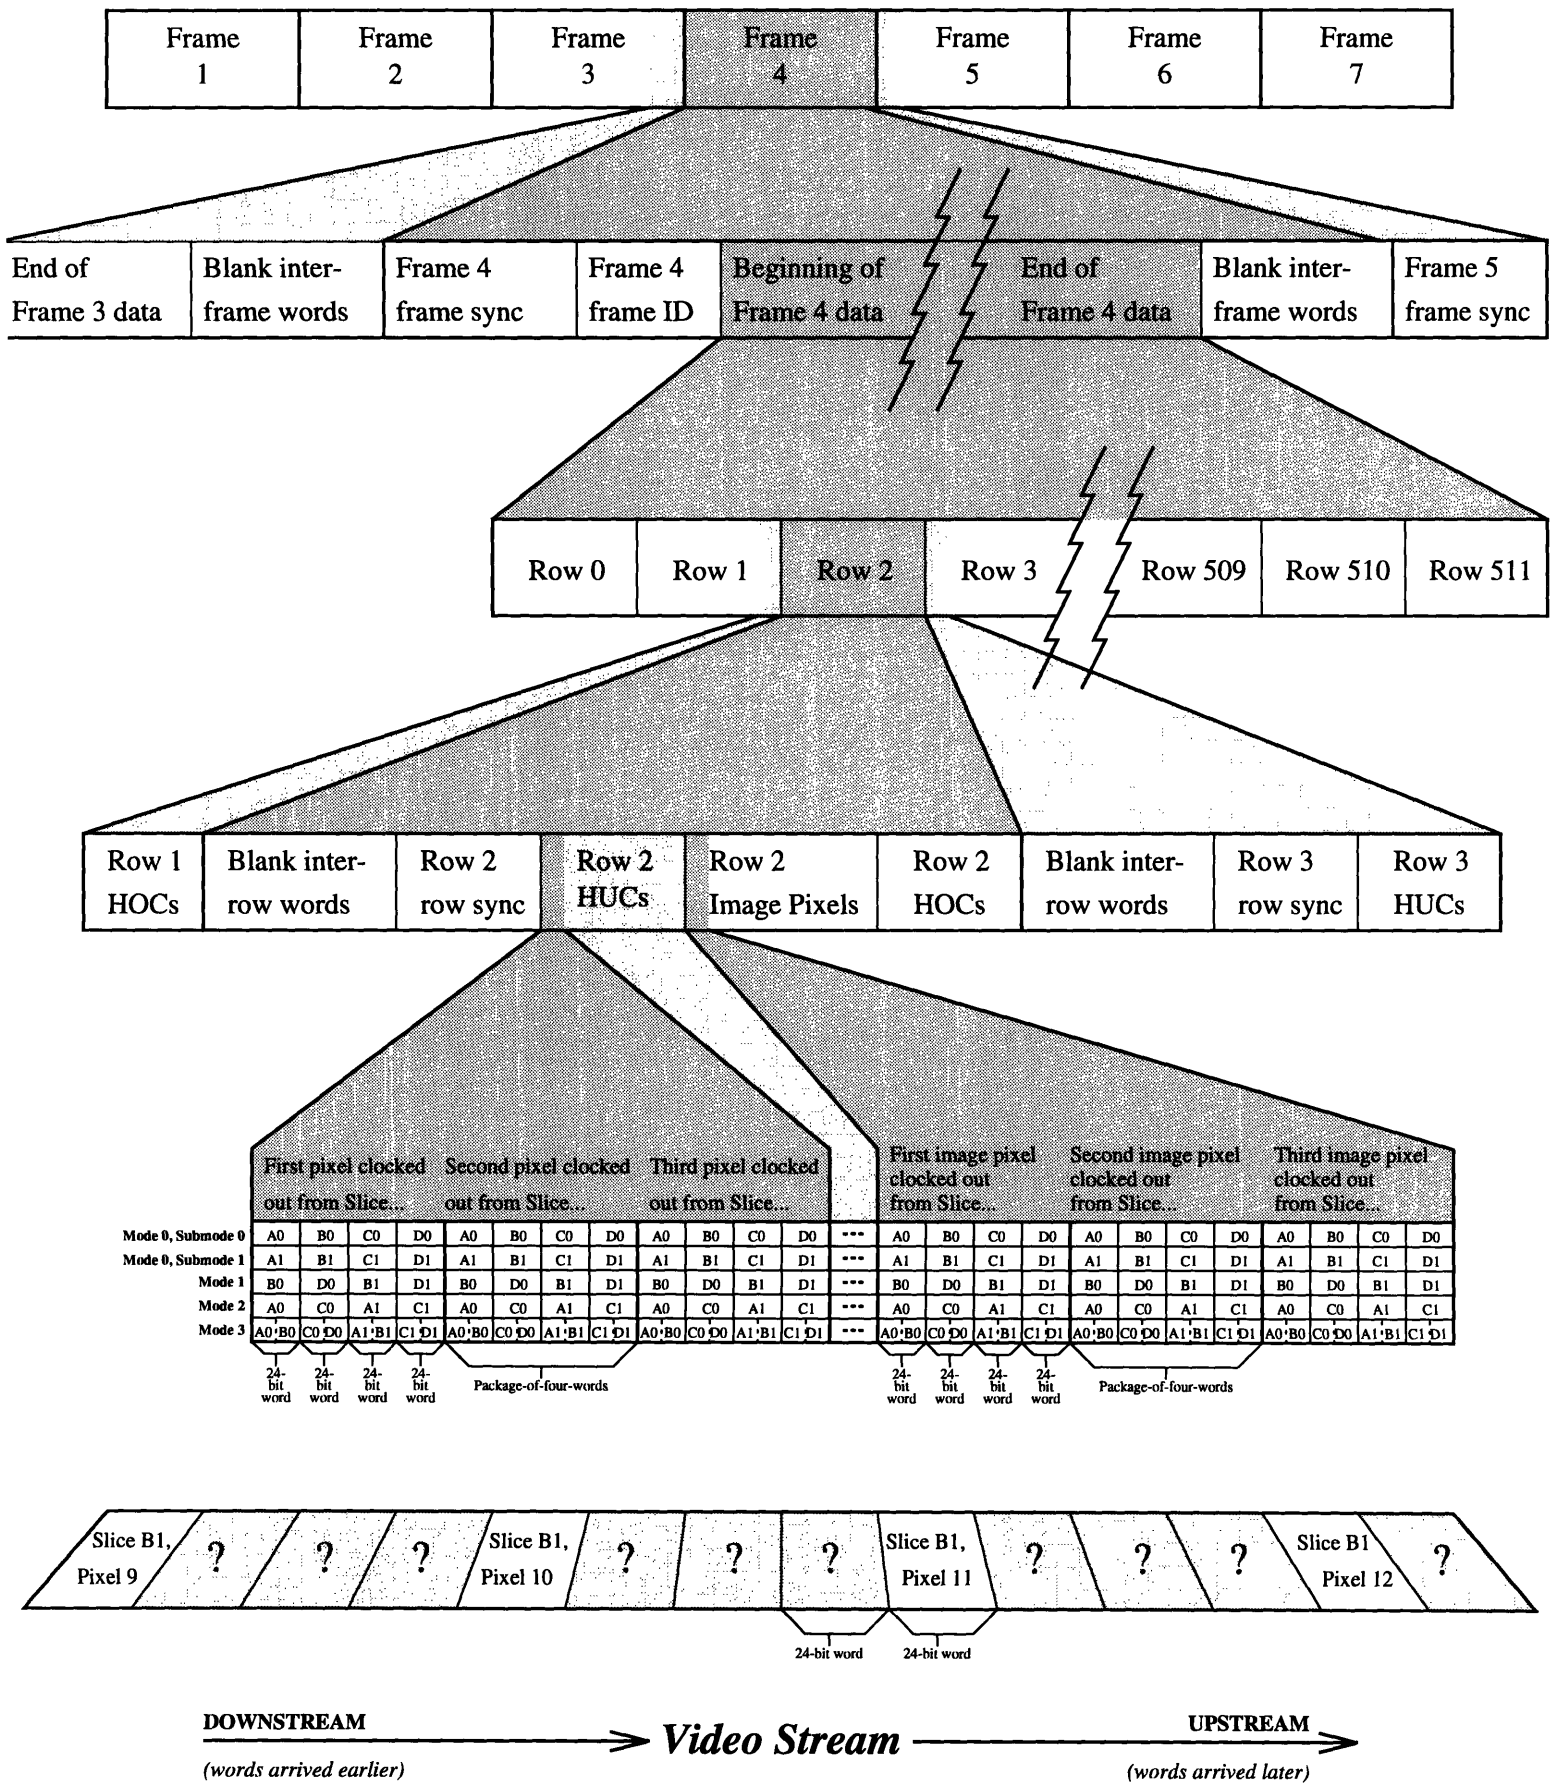 Frame 1 Frame 2 Frame 3 Frame 4 Frame 5 Frame 6 Frame 7
End of Frame 3 data
Blank inter-frame words
Frame 4 frame sync
Frame 4 frame ID
Beginning of Frame 4 data
End of Frame 4 data
Blank inter-frame words
Frame 5 frame sync
Row 0 Row 1 Row 2 Row 3 Row 509 Row 510 Row 511
Row 1 HOCs
Blank inter-row words
Row 2 row sync
Row 2 HUCs
Row 2 Image Pixels
Row 2 HOCs
Blank inter-row words
Row 3 row sync
Row 3 HUCs
First pixel clocked out from Slice...
Second pixel clocked out from Slice...
Third pixel clocked out from Slice...
First image pixel clocked out from Slice...
Second image pixel clocked out from Slice...
Third image pixel clocked out from Slice...
Mode 0, Submode 0 A0 B0 C0 D0 A0 B0 C0 D0 A0 B0 C0 D0 --- A0 B0 C0 D0 A0 B0 C0 D0 A0 B0 C0 D0
Mode 0, Submode 1 A1 B1 C1 D1 A1 B1 C1 D1 A1 B1 C1 D1 --- A1 B1 C1 D1 A1 B1 C1 D1 A1 B1 C1 D1
Mode 1 B0 D0 B1 D1 B0 D0 B1 D1 B0 D0 B1 D1 --- B0 D0 B1 D1 B0 D0 B1 D1 B0 D0 B1 D1
Mode 2 A0 C0 A1 C1 A0 C0 A1 C1 A0 C0 A1 C1 --- A0 C0 A1 C1 A0 C0 A1 C1 A0 C0 A1 C1
Mode 3 A0 B0 C0 D0 A1 B1 C1 D1 A0 B0 C0 D0 A1 B1 C1 D1 A0 B0 C0 D0 A1 B1 C1 D1 --- A0 B0 C0 D0 A1 B1 C1 D1 A0 B0 C0 D0 A1 B1 C1 D1 A0 B0 C0 D0 A1 B1 C1 D1
24-bit word 24-bit word 24-bit word 24-bit word Package-of-four-words 24-bit word 24-bit word 24-bit word 24-bit word Package-of-four-words
Slice B1, Pixel 9 ? ? ? Slice B1, Pixel 10 ? ? ? Slice B1, Pixel 11 ? ? ? Slice B1 Pixel 12 ?
24-bit word 24-bit word
DOWNSTREAM Video Stream UPSTREAM
(words arrived earlier) (words arrived later)